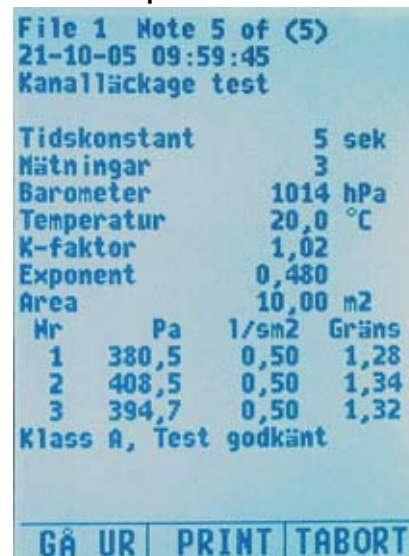 File 1 Note 5 of (5)
21-10-05 09:59:45
Kanalläckage test
Tidskonstant 5 sek
Mätningar 3
Barometer 1014 hPa
Temperatur 20,0 °C
K-faktor 1,02
Exponent 0,480
Area 10,00 m2
Nr Pa l/sm2 Gräns
1 380,5 0,50 1,28
2 408,5 0,50 1,34
3 394,7 0,50 1,32
Klass A, Test godkänt
GÅ UR PRINT TABORT